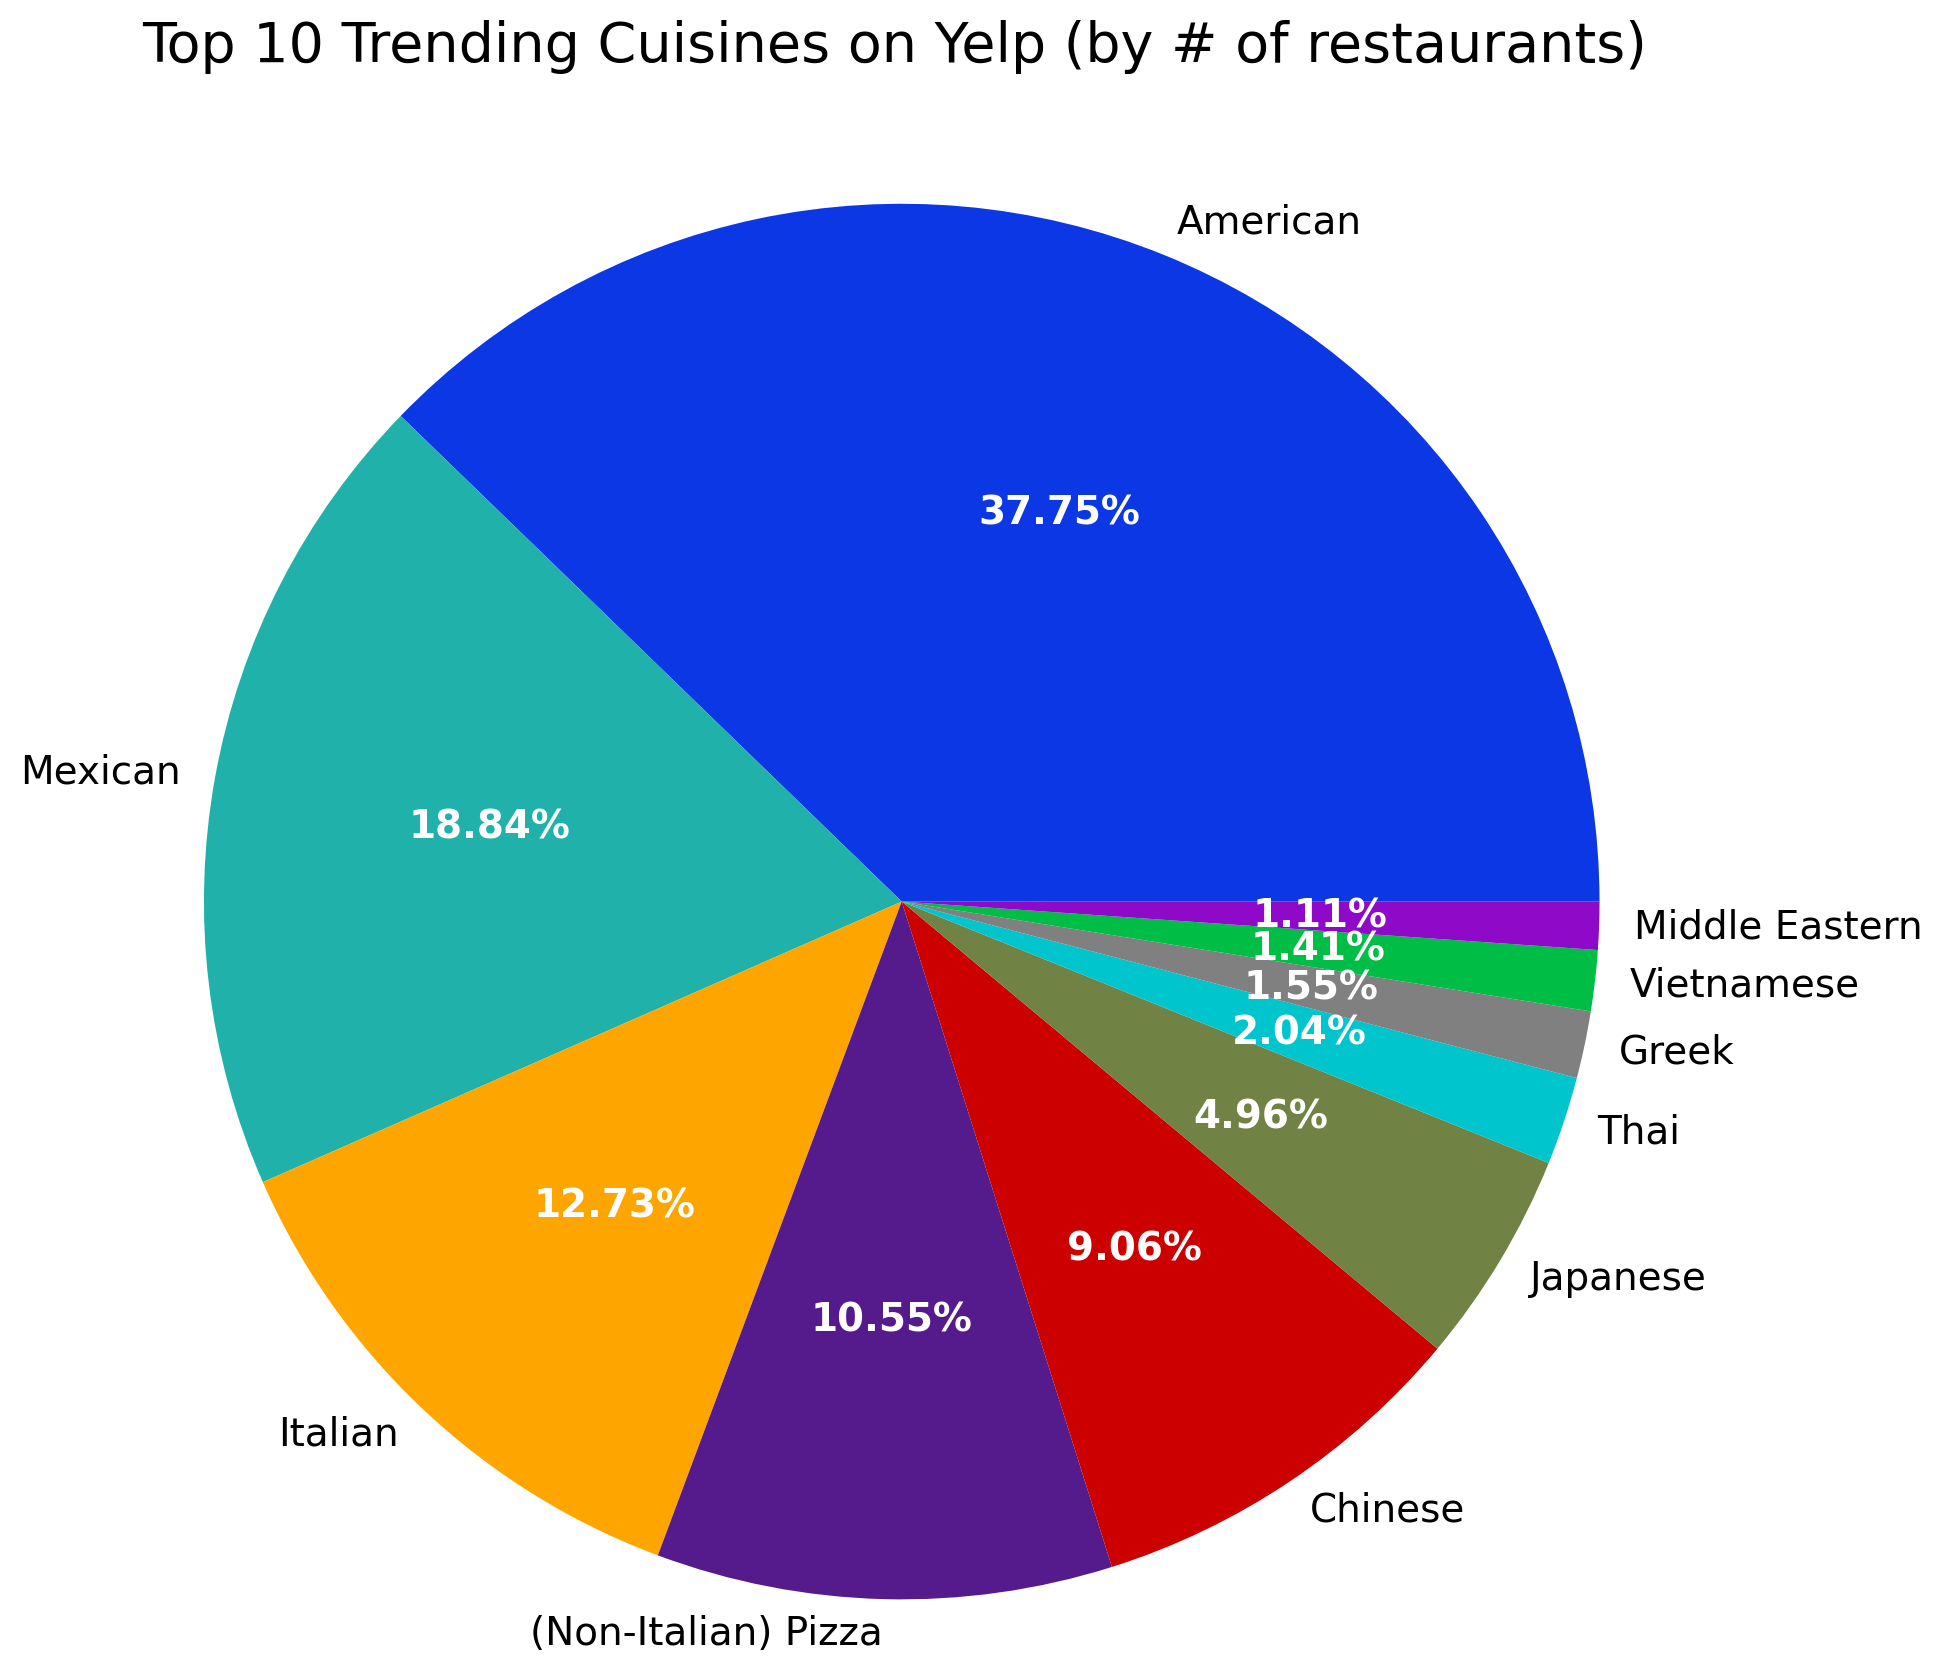 Top 10 Trending Cuisines on Yelp (by # of restaurants)
American
37.75%
Mexican
18.84%
Italian
12.73%
(Non-Italian) Pizza
10.55%
Chinese
9.06%
Japanese
4.96%
Thai
2.04%
Greek
1.55%
Vietnamese
1.41%
Middle Eastern
1.11%